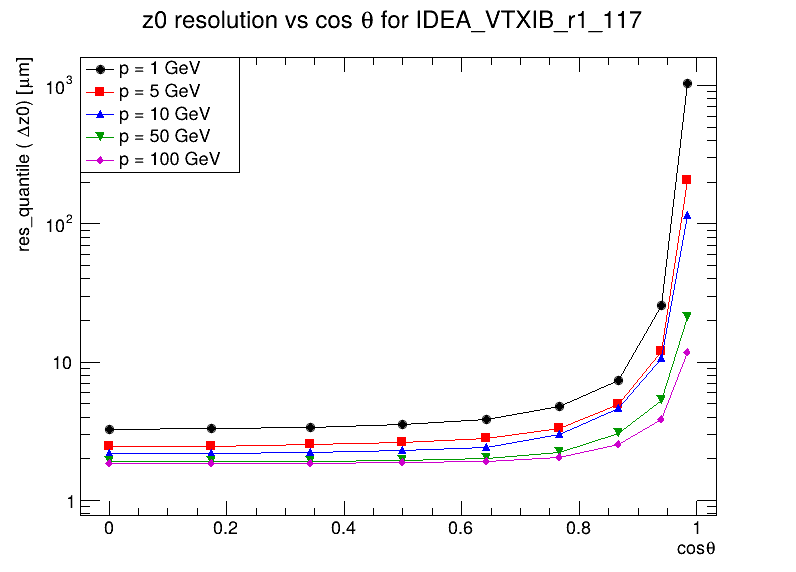 z0 resolution vs cos θ for IDEA_VTXIB_r1_117
res_quantile ( Δz0) [μm]
p = 1 GeV
p = 5 GeV
p = 10 GeV
p = 50 GeV
p = 100 GeV
10³
10²
10
1
0 0.2 0.4 0.6 0.8 1
cosθ